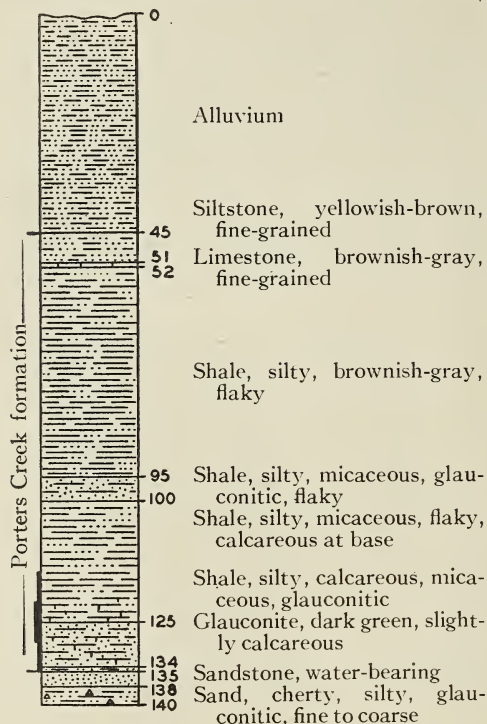 0
Alluvium
Siltstone, yellowish-brown,
fine-grained
45
51
Limestone, brownish-gray,
fine-grained
52
Shale, silty, brownish-gray,
flaky
Porters Creek formation
95
Shale, silty, micaceous, glau-
conitic, flaky
100
Shale, silty, micaceous, flaky,
calcareous at base
Shale, silty, calcareous, mica-
ceous, glauconitic
125
Glauconite, dark green, slight-
ly calcareous
134
135
Sandstone, water-bearing
138
Sand, cherty, silty, glau-
conitic, fine to coarse
140